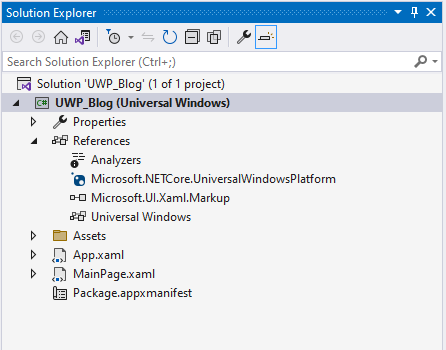 Solution Explorer
Search Solution Explorer (Ctrl+;)
Solution 'UWP_Blog' (1 of 1 project)
C# UWP_Blog (Universal Windows)
Properties
References
Analyzers
Microsoft.NETCore.UniversalWindowsPlatform
Microsoft.UI.Xaml.Markup
Universal Windows
Assets
App.xaml
MainPage.xaml
Package.appxmanifest